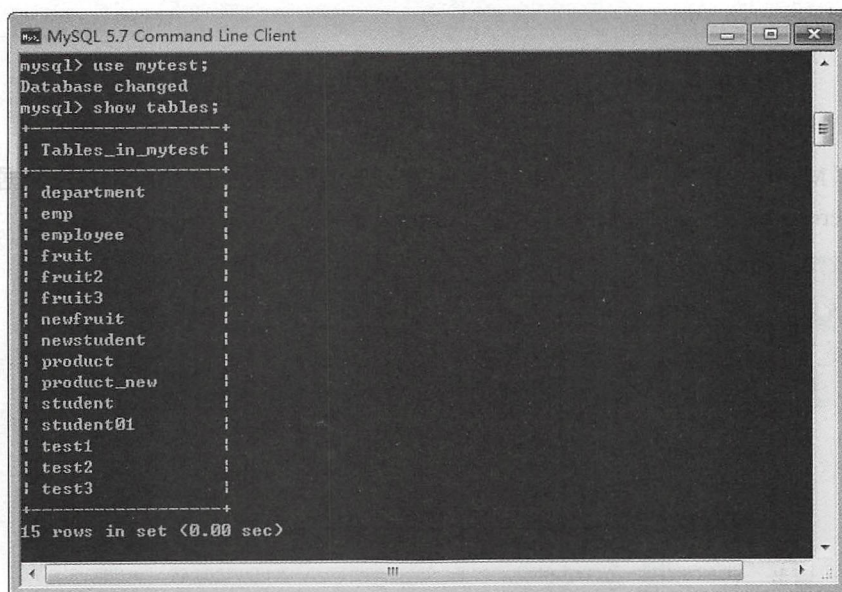 MySQL 5.7 Command Line Client
mysql> use mytest;
Database changed
mysql> show tables;
+-------------------+
| Tables_in_mytest |
+-------------------+
| department |
| emp |
| employee |
| fruit |
| fruit2 |
| fruit3 |
| newfruit |
| newstudent |
| product |
| product_new |
| student |
| student01 |
| test1 |
| test2 |
| test3 |
+-------------------+
15 rows in set (0.00 sec)